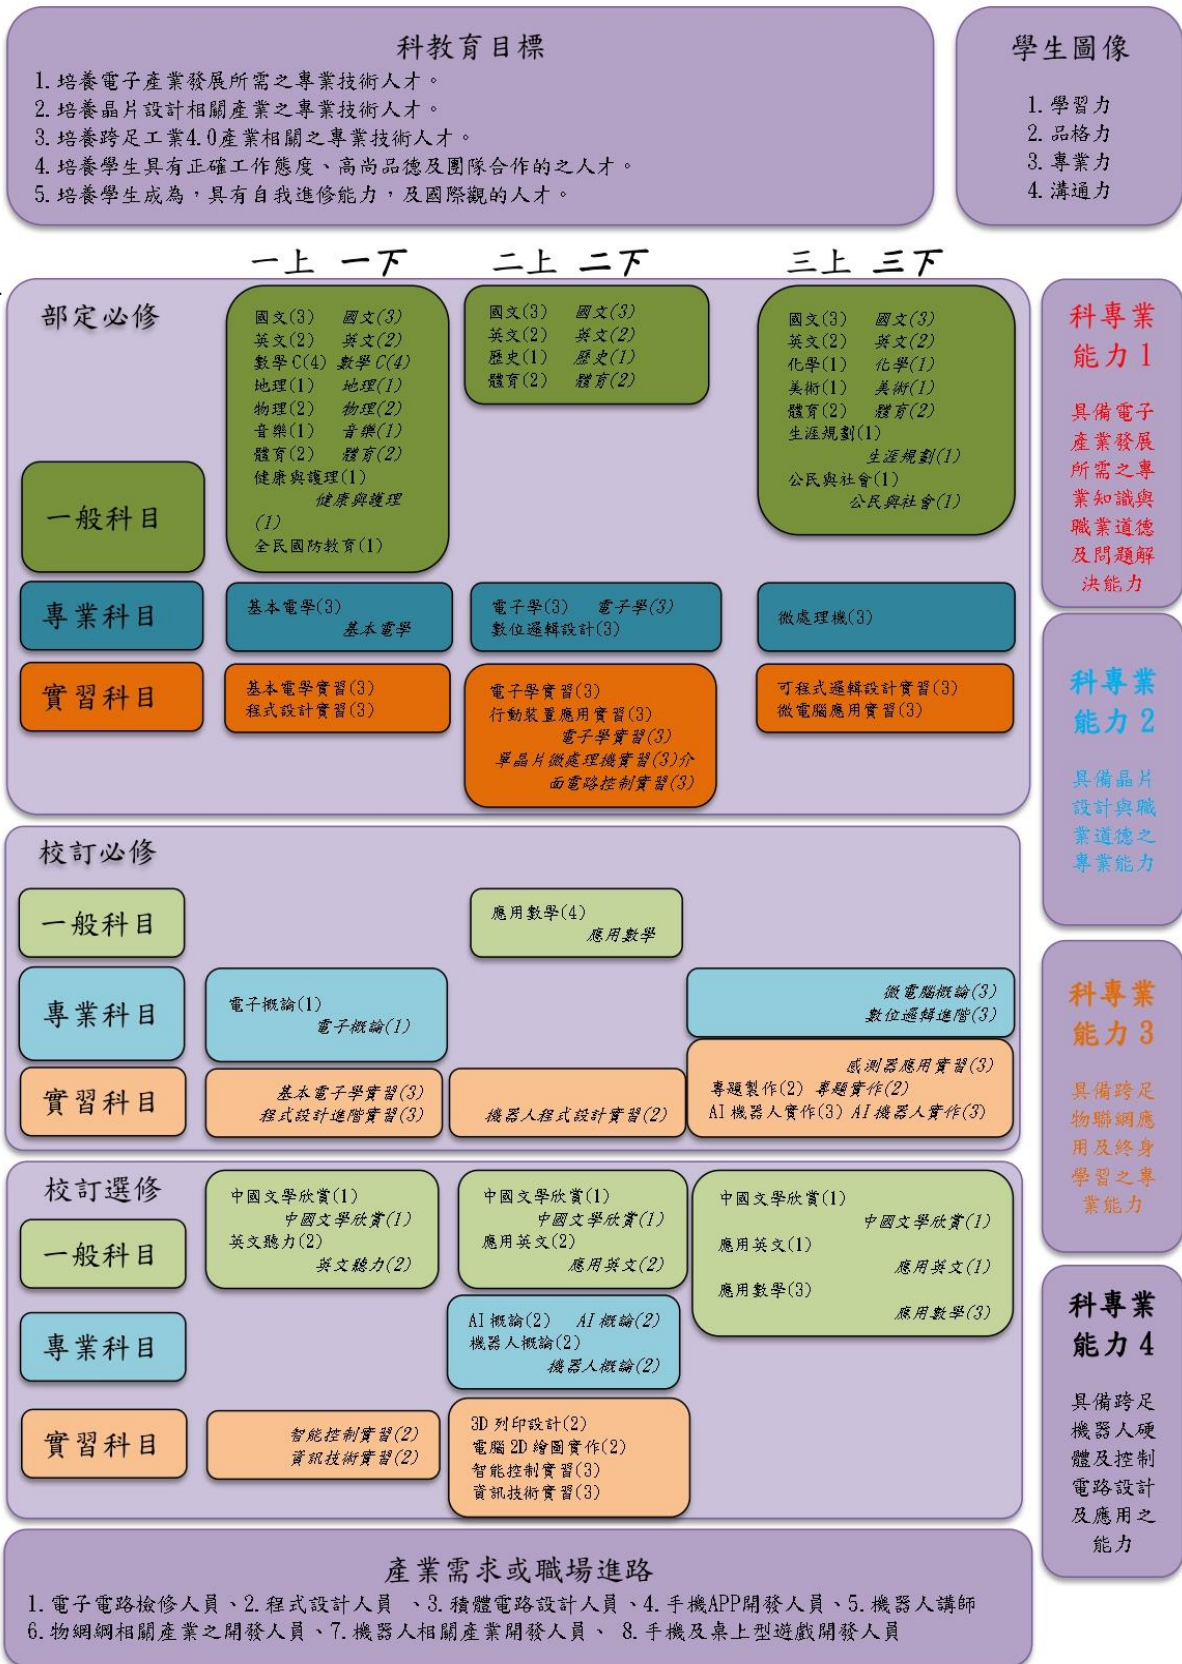 科教育目標
1. 培養電子產業發展所需之專業技術人才。
2. 培養晶片設計相關產業之專業技術人才。
3. 培養跨足工業4.0產業相關之專業技術人才。
4. 培養學生具有正確工作態度、高尚品德及團隊合作的之人才。
5. 培養學生成為，具有自我進修能力，及國際觀的人才。
學生圖像
1. 學習力
2. 品格力
3. 專業力
4. 溝通力
一上 一下 二上 二下 三上 三下
部定必修
一般科目
國文(3) 國文(3)
英文(2) 英文(2)
數學 C(4) 數學 C(4)
地理(1) 地理(1)
物理(2) 物理(2)
音樂(1) 音樂(1)
體育(2) 體育(2)
健康與護理(1)
健康與護理
(1)
全民國防教育(1)
國文(3) 國文(3)
英文(2) 英文(2)
歷史(1) 歷史(1)
體育(2) 體育(2)
國文(3) 國文(3)
英文(2) 英文(2)
化學(1) 化學(1)
美術(1) 美術(1)
體育(2) 體育(2)
生涯規劃(1)
生涯規劃(1)
公民與社會(1)
公民與社會(1)
專業科目
基本電學(3)
基本電學
電子學(3) 電子學(3)
數位邏輯設計(3)
微處理機(3)
實習科目
基本電學實習(3)
程式設計實習(3)
電子學實習(3)
行動裝置應用實習(3)
電子學實習(3)
單晶片微處理機實習(3)介
面電路控制實習(3)
可程式邏輯設計實習(3)
微電腦應用實習(3)
校訂必修
一般科目
應用數學(4)
應用數學
專業科目
電子概論(1)
電子概論(1)
微電腦概論(3)
數位邏輯進階(3)
實習科目
基本電子學實習(3)
程式設計進階實習(3)
機器人程式設計實習(2)
感測器應用實習(3)
專題製作(2) 專題實作(2)
AI 機器人實作(3) AI 機器人實作(3)
校訂選修
一般科目
中國文學欣賞(1)
中國文學欣賞(1)
英文聽力(2)
英文聽力(2)
中國文學欣賞(1)
中國文學欣賞(1)
應用英文(2)
應用英文(2)
中國文學欣賞(1)
中國文學欣賞(1)
應用英文(1)
應用英文(1)
應用數學(3)
應用數學(3)
專業科目
AI 概論(2) AI 概論(2)
機器人概論(2)
機器人概論(2)
實習科目
智能控制實習(2)
資訊技術實習(2)
3D 列印設計(2)
電腦 2D 繪圖實作(2)
智能控制實習(3)
資訊技術實習(3)
科專業
能力 1
具備電子
產業發展
所需之專
業知識與
職業道德
及問題解
決能力
科專業
能力 2
具備晶片
設計與職
業道德之
專業能力
科專業
能力 3
具備跨足
物聯網應
用及終身
學習之專
業能力
科專業
能力 4
具備跨足
機器人硬
體及控制
電路設計
及應用之
能力
產業需求或職場進路
1. 電子電路檢修人員、2. 程式設計人員 、3. 積體電路設計人員、4. 手機APP開發人員、5. 機器人講師
6. 物網網相關產業之開發人員、7. 機器人相關產業開發人員、 8. 手機及桌上型遊戲開發人員